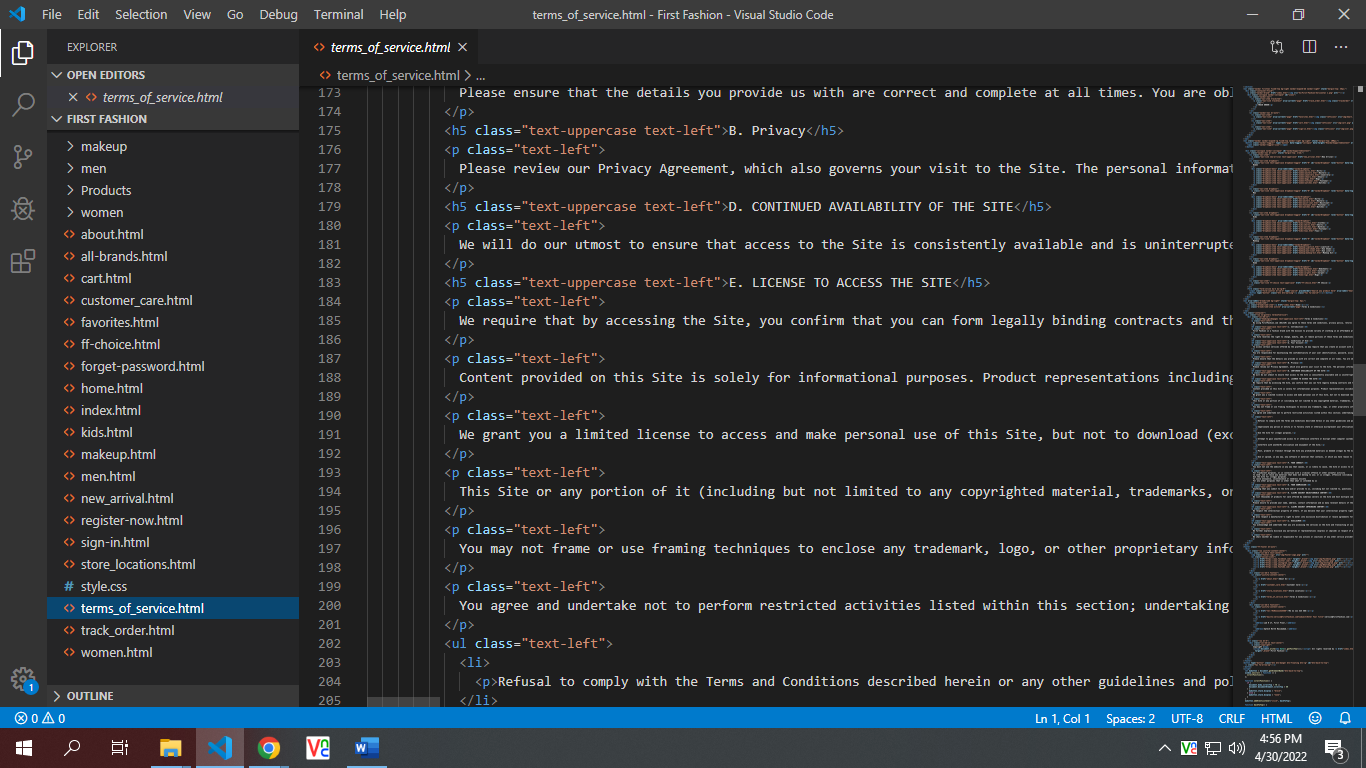 File Edit Selection View Go Debug Terminal Help
terms_of_service.html - First Fashion - Visual Studio Code
EXPLORER
OPEN EDITORS
terms_of_service.html
FIRST FASHION
makeup
men
Products
women
about.html
all-brands.html
cart.html
customer_care.html
favorites.html
ff-choice.html
forget-password.html
home.html
index.html
kids.html
makeup.html
men.html
new_arrival.html
register-now.html
sign-in.html
store_locations.html
# style.css
terms_of_service.html
track_order.html
women.html
OUTLINE
terms_of_service.html
terms_of_service.html > ...
173 Please ensure that the details you provide us with are correct and complete at all times. You are obl
174 </p>
175 <h5 class="text-uppercase text-left">B. Privacy</h5>
176 <p class="text-left">
177 Please review our Privacy Agreement, which also governs your visit to the Site. The personal informat
178 </p>
179 <h5 class="text-uppercase text-left">D. CONTINUED AVAILABILITY OF THE SITE</h5>
180 <p class="text-left">
181 We will do our utmost to ensure that access to the Site is consistently available and is uninterrupte
182 </p>
183 <h5 class="text-uppercase text-left">E. LICENSE TO ACCESS THE SITE</h5>
184 <p class="text-left">
185 We require that by accessing the Site, you confirm that you can form legally binding contracts and th
186 </p>
187 <p class="text-left">
188 Content provided on this Site is solely for informational purposes. Product representations including
189 </p>
190 <p class="text-left">
191 We grant you a limited license to access and make personal use of this Site, but not to download (exc
192 </p>
193 <p class="text-left">
194 This Site or any portion of it (including but not limited to any copyrighted material, trademarks, or
195 </p>
196 <p class="text-left">
197 You may not frame or use framing techniques to enclose any trademark, logo, or other proprietary info
198 </p>
199 <p class="text-left">
200 You agree and undertake not to perform restricted activities listed within this section; undertaking
201 </p>
202 <ul class="text-left">
203 <li>
204 <p>Refusal to comply with the Terms and Conditions described herein or any other guidelines and pol
205 </li>
0 0
Ln 1, Col 1 Spaces: 2 UTF-8 CRLF HTML
1
4:56 PM
4/30/2022
3